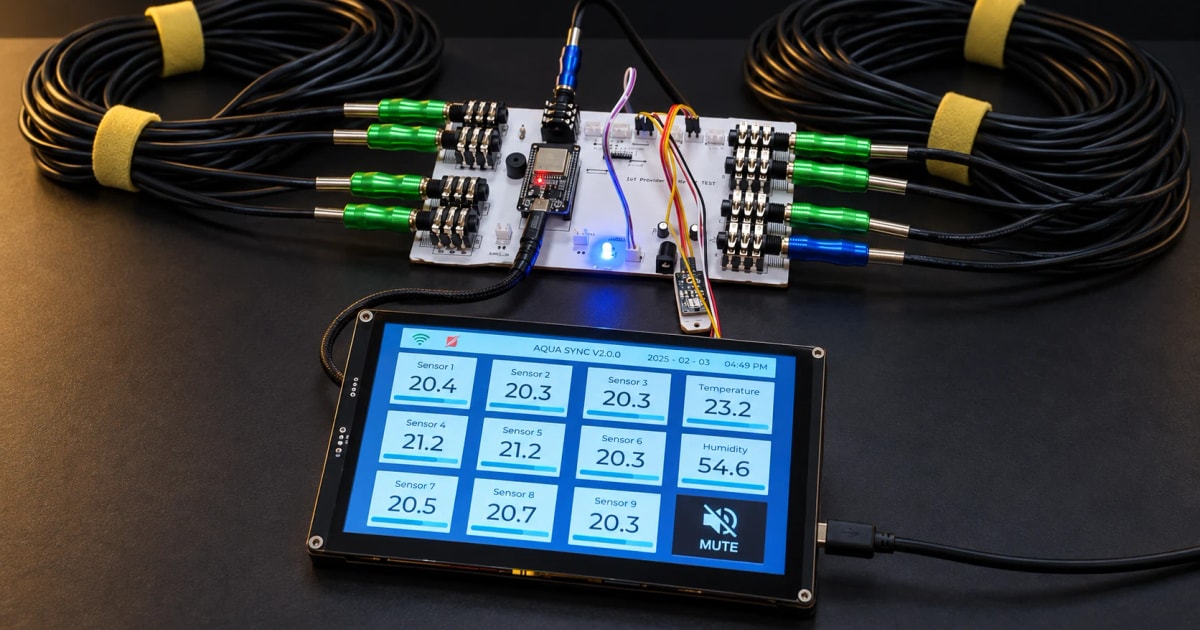 IoT Provider
TEST
AQUA SYNC V2.0.0
2025 - 02 - 03
04:49 PM
Sensor 1
20.4
Sensor 2
20.3
Sensor 3
20.3
Temperature
23.2
Sensor 4
21.2
Sensor 5
21.2
Sensor 6
20.3
Humidity
54.6
Sensor 7
20.5
Sensor 8
20.7
Sensor 9
20.3
MUTE